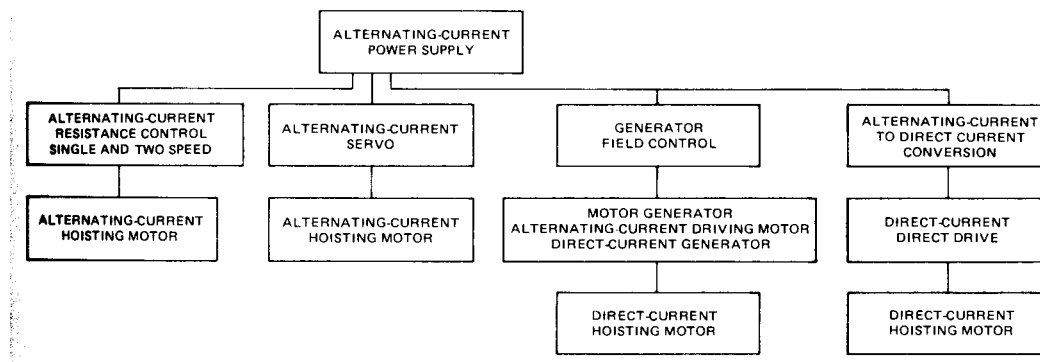 ALTERNATING-CURRENT
POWER SUPPLY
ALTERNATING-CURRENT
RESISTANCE CONTROL
SINGLE AND TWO SPEED
ALTERNATING-CURRENT
SERVO
GENERATOR
FIELD CONTROL
ALTERNATING-CURRENT
TO DIRECT CURRENT
CONVERSION
ALTERNATING-CURRENT
HOISTING MOTOR
ALTERNATING-CURRENT
HOISTING MOTOR
MOTOR GENERATOR
ALTERNATING-CURRENT DRIVING MOTOR
DIRECT-CURRENT GENERATOR
DIRECT-CURRENT
DIRECT DRIVE
DIRECT-CURRENT
HOISTING MOTOR
DIRECT-CURRENT
HOISTING MOTOR